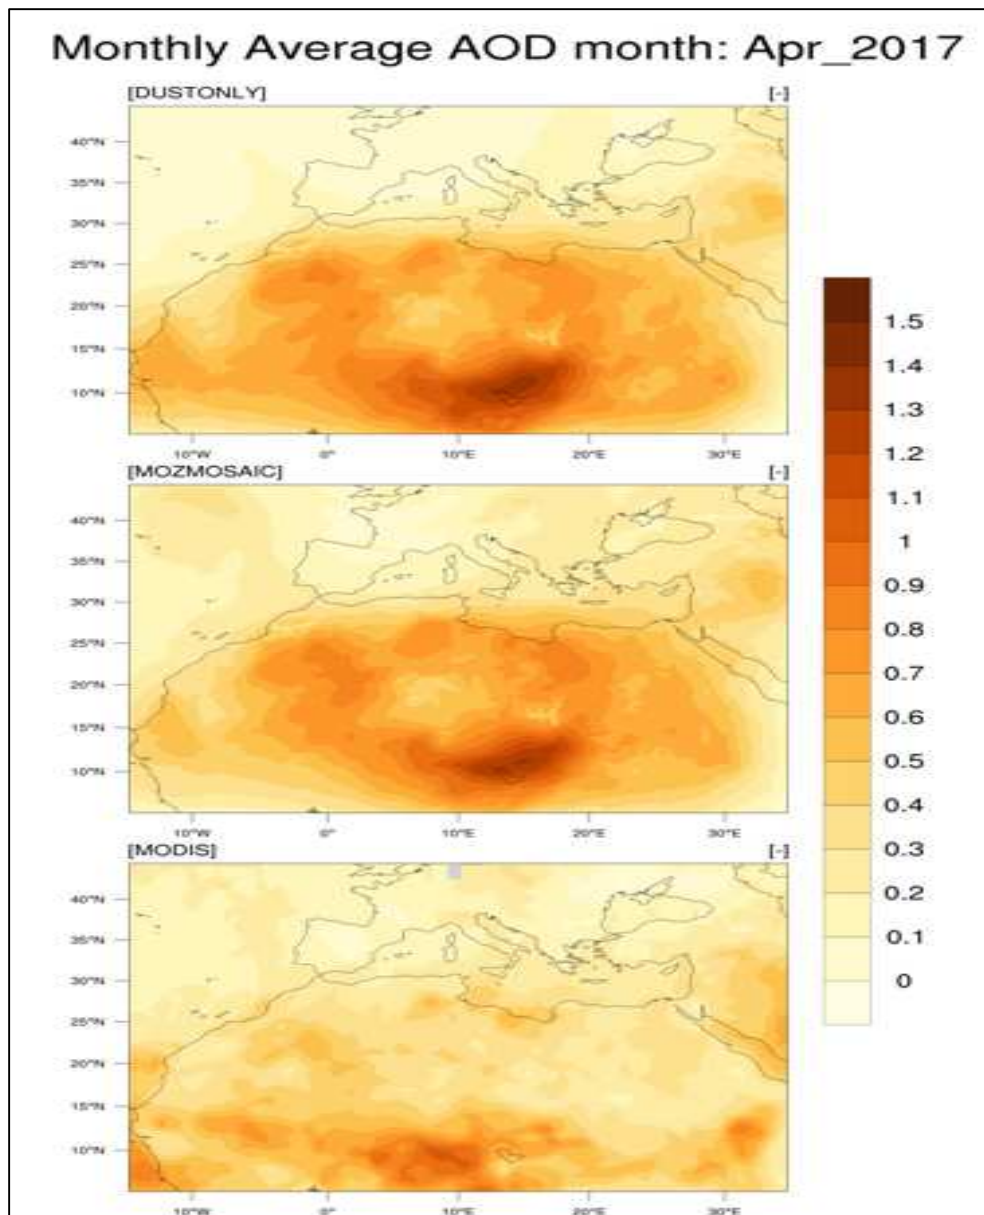 Monthly Average AOD month: Apr_2017
[DUSTONLY] [-]
40°N
35°N
30°N
25°N
20°N
15°N
10°N
10°W 0° 10°E 20°E 30°E
[MOZMOSAIC] [-]
40°N
35°N
30°N
25°N
20°N
15°N
10°N
10°W 0° 10°E 20°E 30°E
[MODIS] [-]
40°N
35°N
30°N
25°N
20°N
15°N
10°N
10°W 0° 10°E 20°E 30°E
1.5
1.4
1.3
1.2
1.1
1
0.9
0.8
0.7
0.6
0.5
0.4
0.3
0.2
0.1
0